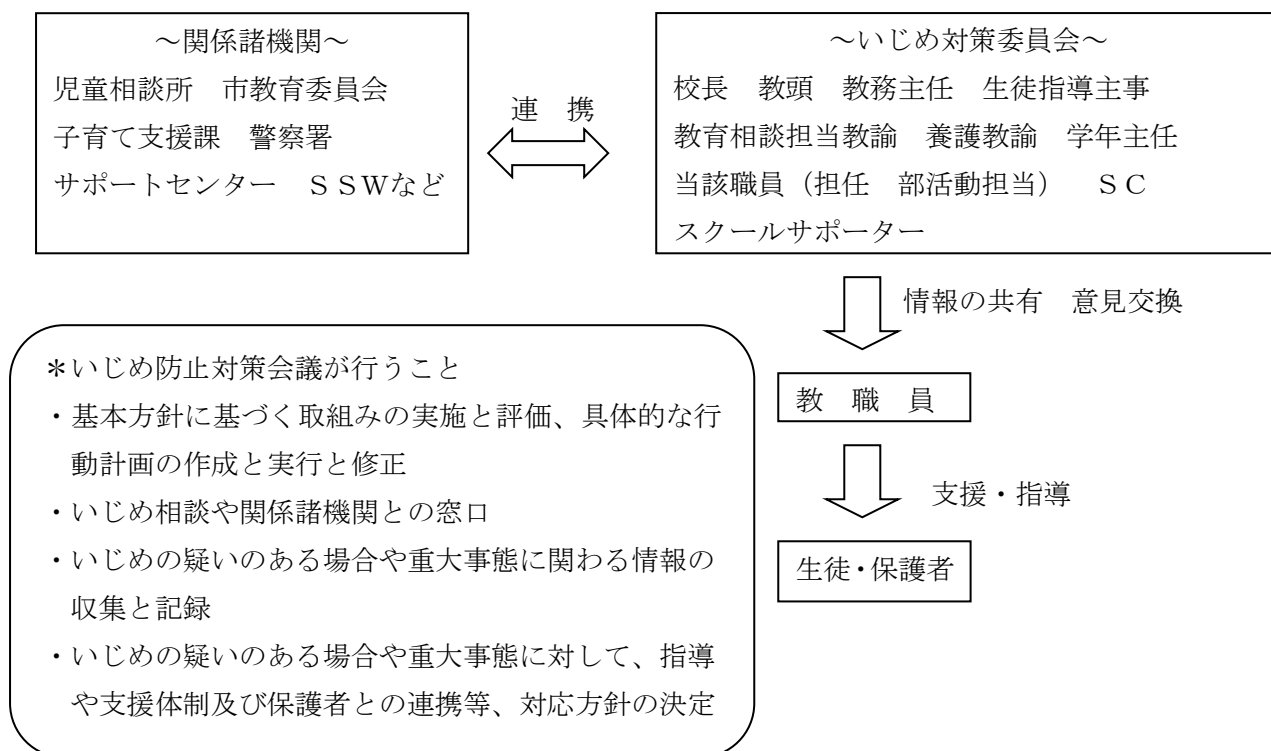 ～関係諸機関～
児童相談所　市教育委員会
子育て支援課　警察署
サポートセンター　ＳＳＷなど
連　携
～いじめ対策委員会～
校長　教頭　教務主任　生徒指導主事
教育相談担当教諭　養護教諭　学年主任
当該職員（担任　部活動担当）　ＳＣ
スクールサポーター
情報の共有　意見交換
教　職　員
支援・指導
生徒・保護者
＊いじめ防止対策会議が行うこと
・基本方針に基づく取組みの実施と評価、具体的な行
動計画の作成と実行と修正
・いじめ相談や関係諸機関との窓口
・いじめの疑いのある場合や重大事態に関わる情報の
収集と記録
・いじめの疑いのある場合や重大事態に対して、指導
や支援体制及び保護者との連携等、対応方針の決定